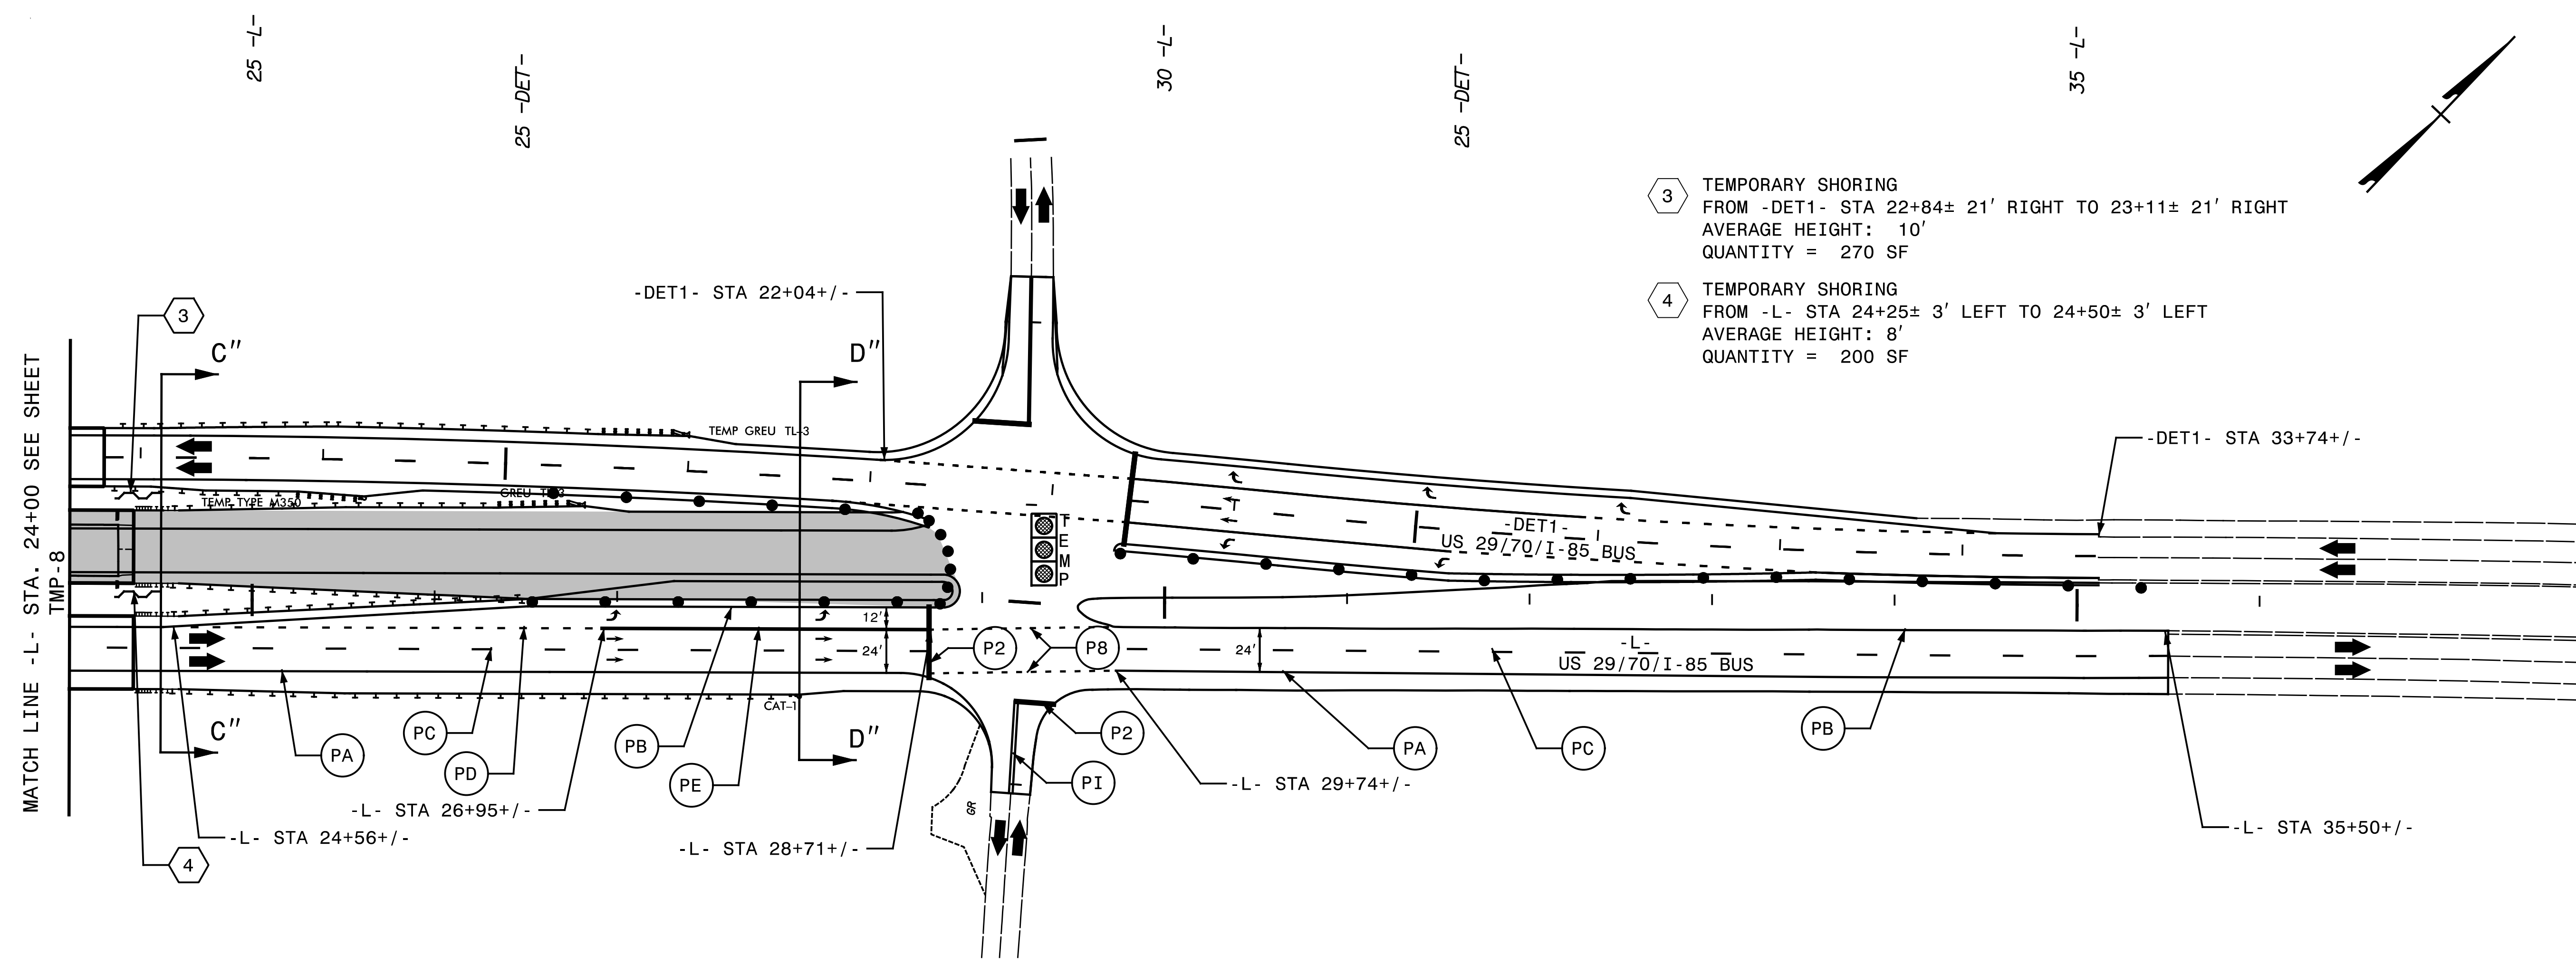 25 -L-
25 -DET-
30 -L-
25 -DET-
35 -L-
3 TEMPORARY SHORING
FROM -DET1- STA 22+84± 21' RIGHT TO 23+11± 21' RIGHT
AVERAGE HEIGHT: 10'
QUANTITY = 270 SF
4 TEMPORARY SHORING
FROM -L- STA 24+25± 3' LEFT TO 24+50± 3' LEFT
AVERAGE HEIGHT: 8'
QUANTITY = 200 SF
-DET1- STA 22+04+/-
3
C"
D"
MATCH LINE -L- STA. 24+00 SEE SHEET
TMP-8
TEMP GREU TL-3
-DET1- STA 33+74+/-
GREU TL-3
TEMP TYPE M350
TEMP
-DET1-
US 29/70/I-85 BUS
12'
24'
P2
P8
24'
-L-
US 29/70/I-85 BUS
CAT-1
C"
PC
PA
PD
PB
D"
PE
P2
PI
PA
PC
PB
-L- STA 29+74+/-
-L- STA 26+95+/-
GR
-L- STA 24+56+/-
-L- STA 28+71+/-
-L- STA 35+50+/-
4